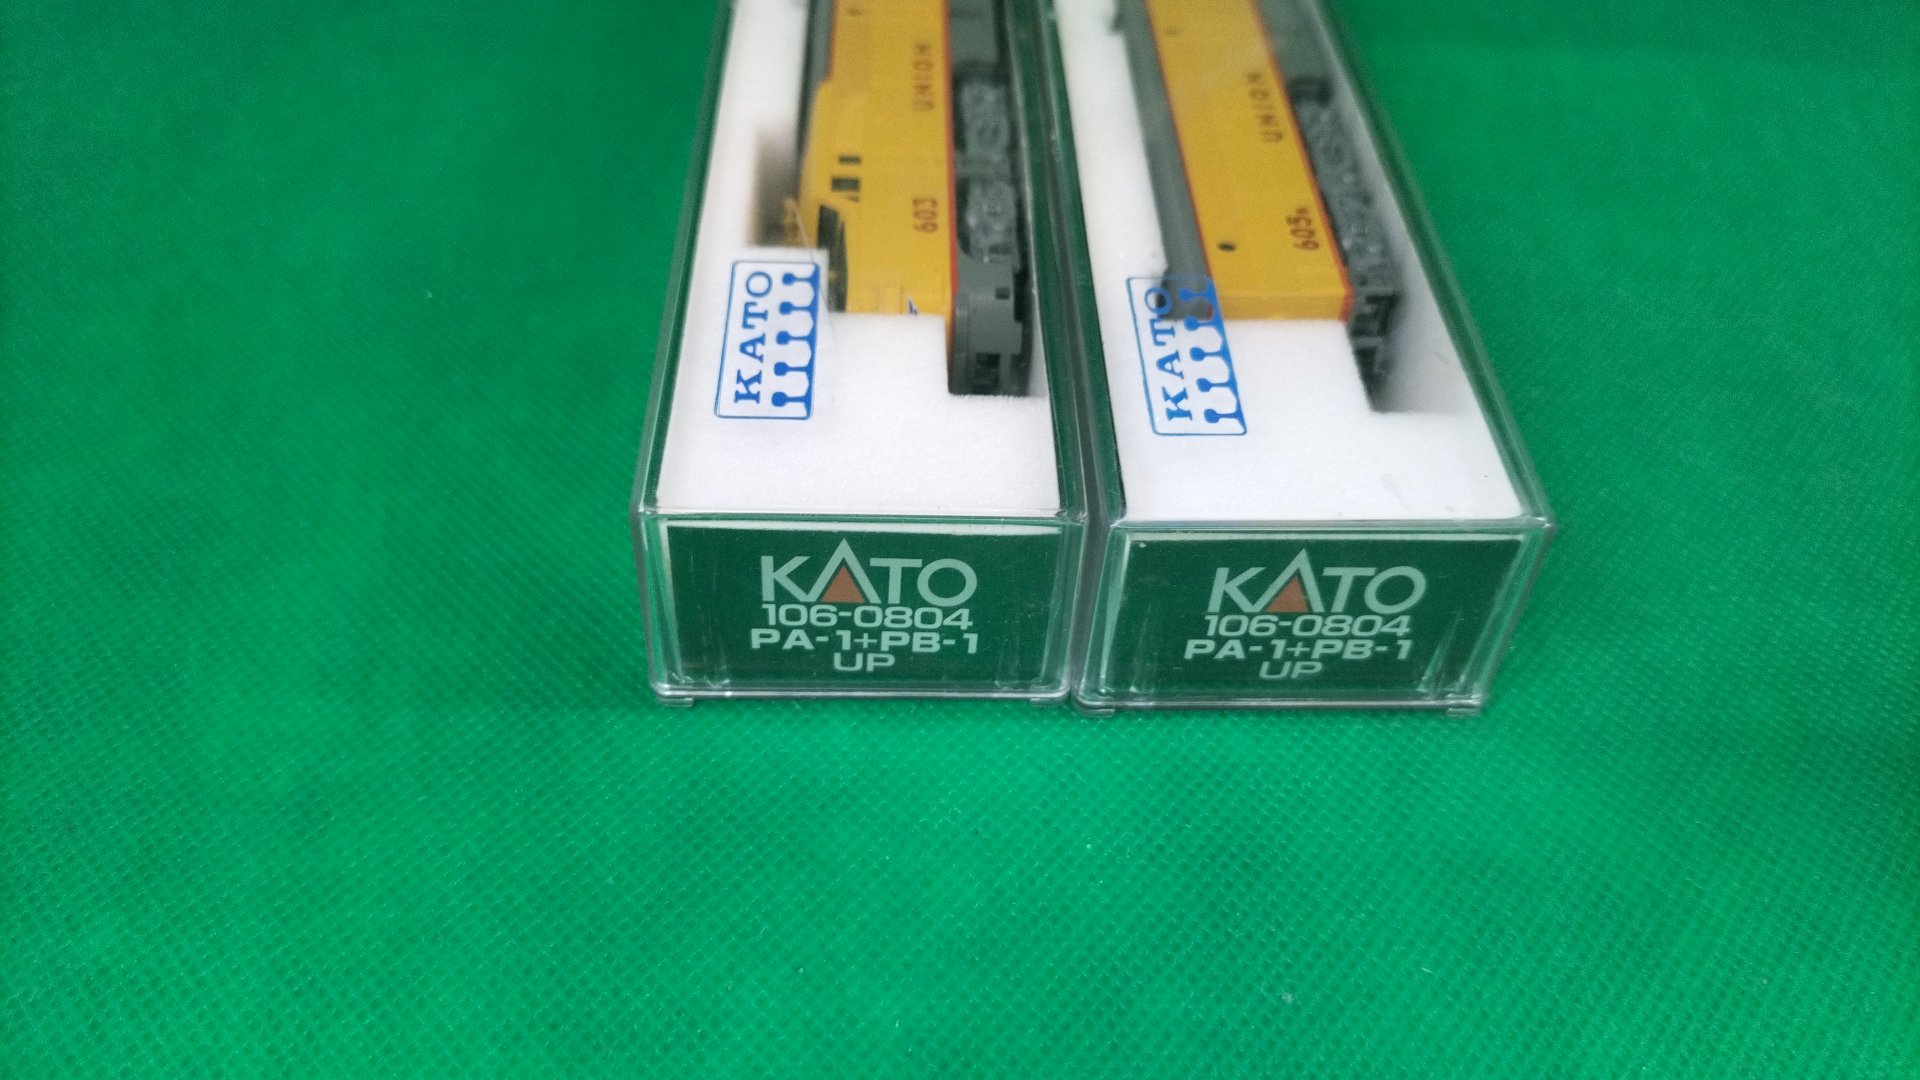 UNION
603
KATO
UNION
605B
KATO
KATO
106-0804
PA-1+PB-1
UP
KATO
106-0804
PA-1+PB-1
UP